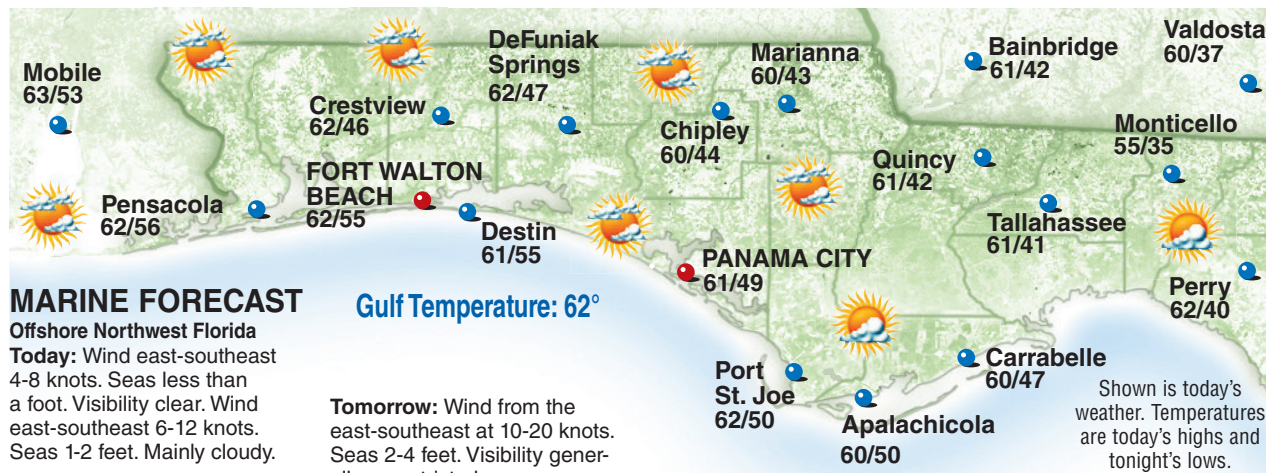 Mobile
63/53
Crestview
62/46
DeFuniak
Springs
62/47
Marianna
60/43
Chipley
60/44
Bainbridge
61/42
Valdosta
60/37
Monticello
55/35
Quincy
61/42
Tallahassee
61/41
Pensacola
62/56
FORT WALTON
BEACH
62/55
Destin
61/55
PANAMA CITY
61/49
Perry
62/40
Port
St. Joe
62/50
Apalachicola
60/50
Carrabelle
60/47
Gulf Temperature: 62°
MARINE FORECAST
Offshore Northwest Florida
Today: Wind east-southeast
4-8 knots. Seas less than
a foot. Visibility clear. Wind
east-southeast 6-12 knots.
Seas 1-2 feet. Mainly cloudy.
Tomorrow: Wind from the
east-southeast at 10-20 knots.
Seas 2-4 feet. Visibility gener-
Shown is today's
weather. Temperatures
are today's highs and
tonight's lows.